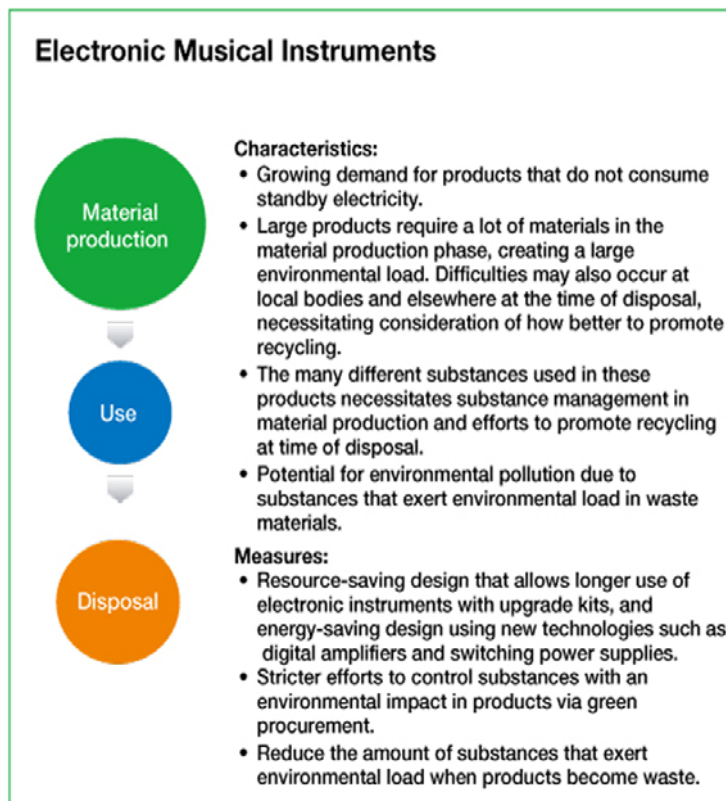 Electronic Musical Instruments
Material
production
Use
Disposal
Characteristics:
• Growing demand for products that do not consume
standby electricity.
• Large products require a lot of materials in the
material production phase, creating a large
environmental load. Difficulties may also occur at
local bodies and elsewhere at the time of disposal,
necessitating consideration of how better to promote
recycling.
• The many different substances used in these
products necessitates substance management in
material production and efforts to promote recycling
at time of disposal.
• Potential for environmental pollution due to
substances that exert environmental load in waste
materials.
Measures:
• Resource-saving design that allows longer use of
electronic instruments with upgrade kits, and
energy-saving design using new technologies such as
digital amplifiers and switching power supplies.
• Stricter efforts to control substances with an
environmental impact in products via green
procurement.
• Reduce the amount of substances that exert
environmental load when products become waste.